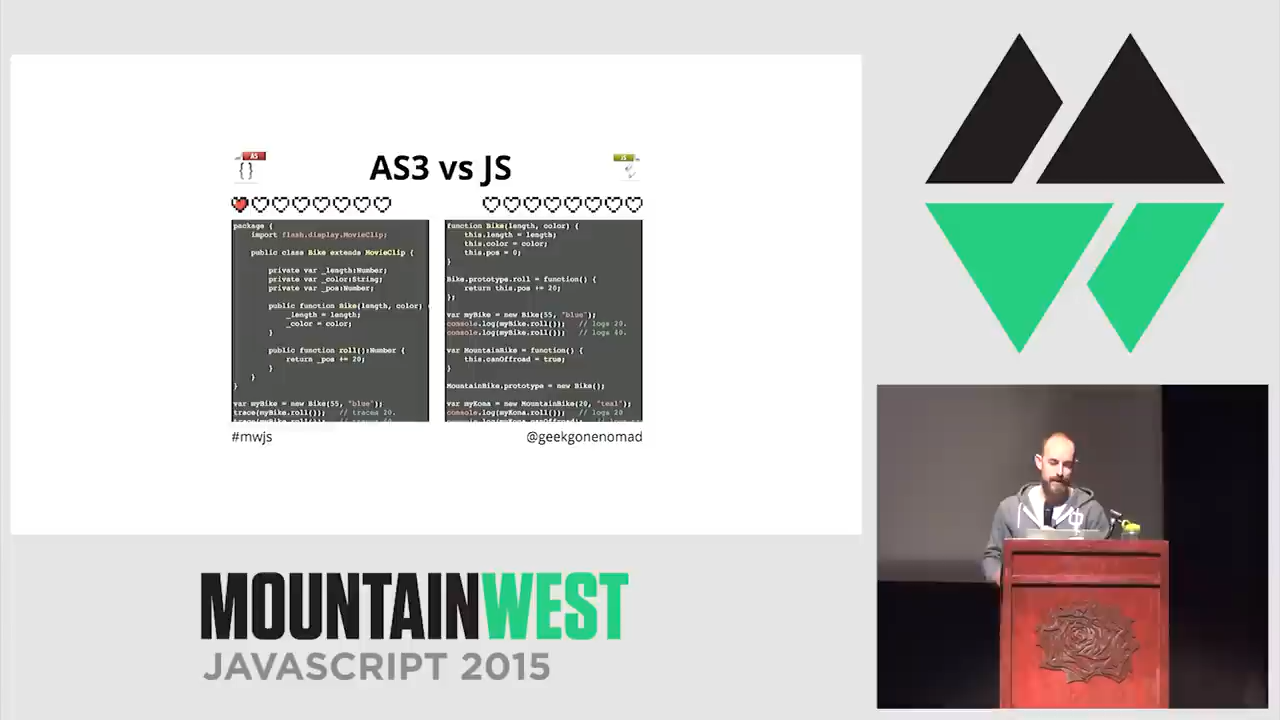 AS
JS
AS3 vs JS
package {
import flash.display.MovieClip;
public class Bike extends MovieClip {
private var _length:Number;
private var _color:String;
private var _pos:Number;
public function Bike(length, color) {
_length = length;
_color = color;
}
public function roll():Number {
return _pos += 20;
}
}
}
var myBike = new Bike(55, "blue");
trace(myBike.roll()); // traces 20.
function Bike(length, color) {
this.length = length;
this.color = color;
this.pos = 0;
}
Bike.prototype.roll = function() {
return this.pos += 20;
};
var myBike = new Bike(55, "blue");
console.log(myBike.roll()); // logs 20.
console.log(myBike.roll()); // logs 40.
var MountainBike = function() {
this.canOffroad = true;
}
MountainBike.prototype = new Bike();
var myKona = new MountainBike(20, "teal");
console.log(myKona.roll()); // logs 20
#mwjs
@geekgonenomad
MOUNTAINWEST
JAVASCRIPT 2015